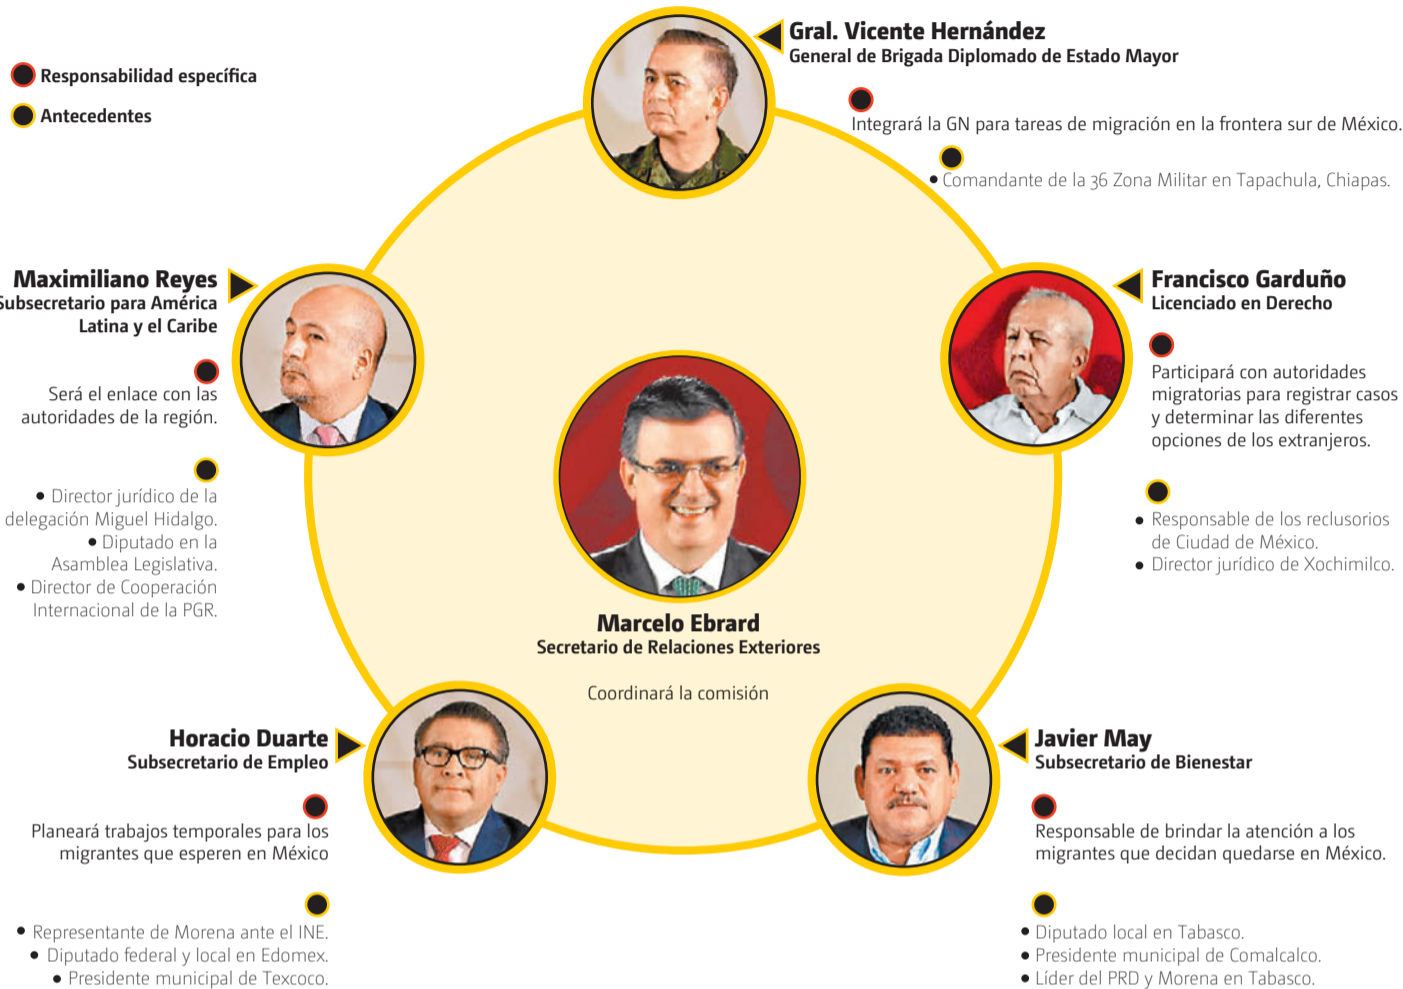 Responsabilidad específica
Antecedentes
Gral. Vicente Hernández
General de Brigada Diplomado de Estado Mayor
Integrará la GN para tareas de migración en la frontera sur de México.
• Comandante de la 36 Zona Militar en Tapachula, Chiapas.
Maximiliano Reyes
Subsecretario para América
Latina y el Caribe
Será el enlace con las
autoridades de la región.
• Director jurídico de la
delegación Miguel Hidalgo.
• Diputado en la
Asamblea Legislativa.
• Director de Cooperación
Internacional de la PGR.
Francisco Garduño
Licenciado en Derecho
Participará con autoridades
migratorias para registrar casos
y determinar las diferentes
opciones de los extranjeros.
• Responsable de los reclusorios
de Ciudad de México.
• Director jurídico de Xochimilco.
Marcelo Ebrard
Secretario de Relaciones Exteriores
Coordinará la comisión
Horacio Duarte
Subsecretario de Empleo
Planeará trabajos temporales para los
migrantes que esperen en México
• Representante de Morena ante el INE.
• Diputado federal y local en Edomex.
• Presidente municipal de Texcoco.
Javier May
Subsecretario de Bienestar
Responsable de brindar la atención a los
migrantes que decidan quedarse en México.
• Diputado local en Tabasco.
• Presidente municipal de Comalcalco.
• Líder del PRD y Morena en Tabasco.